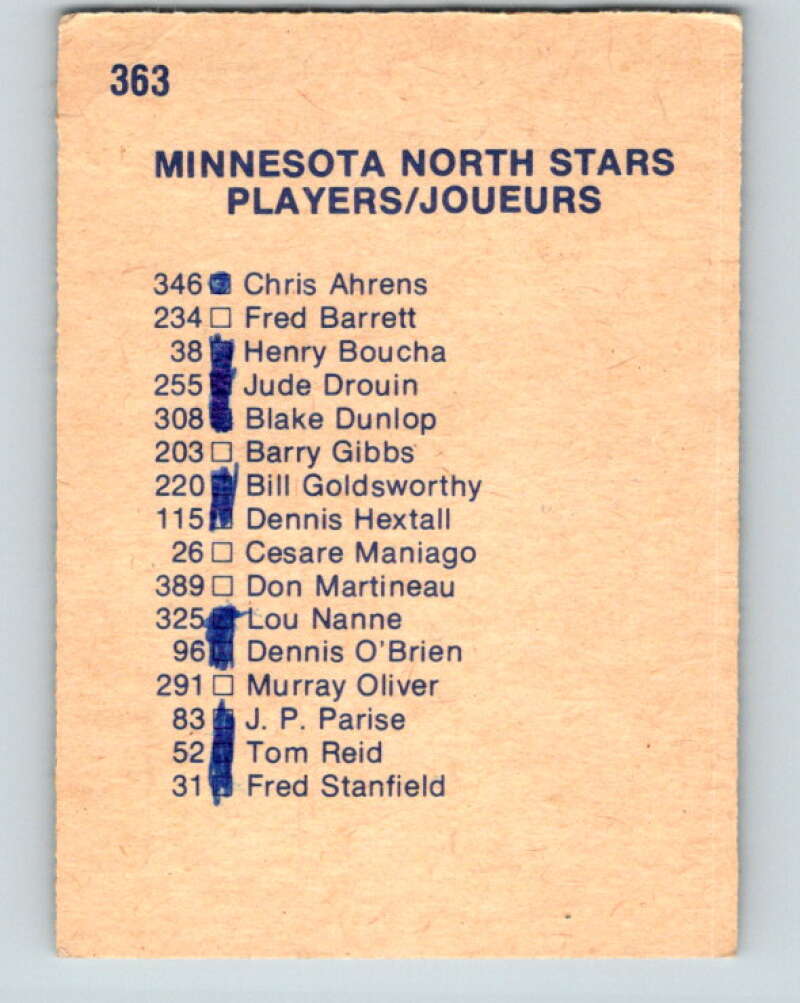 363
MINNESOTA NORTH STARS
PLAYERS/JOUEURS
346 Chris Ahrens
234 □ Fred Barrett
38 Henry Boucha
255 Jude Drouin
308 Blake Dunlop
203 □ Barry Gibbs
220 Bill Goldsworthy
115 Dennis Hextall
26 □ Cesare Maniago
389 □ Don Martineau
325 Lou Nanne
96 Dennis O'Brien
291 □ Murray Oliver
83 J. P. Parise
52 Tom Reid
31 Fred Stanfield